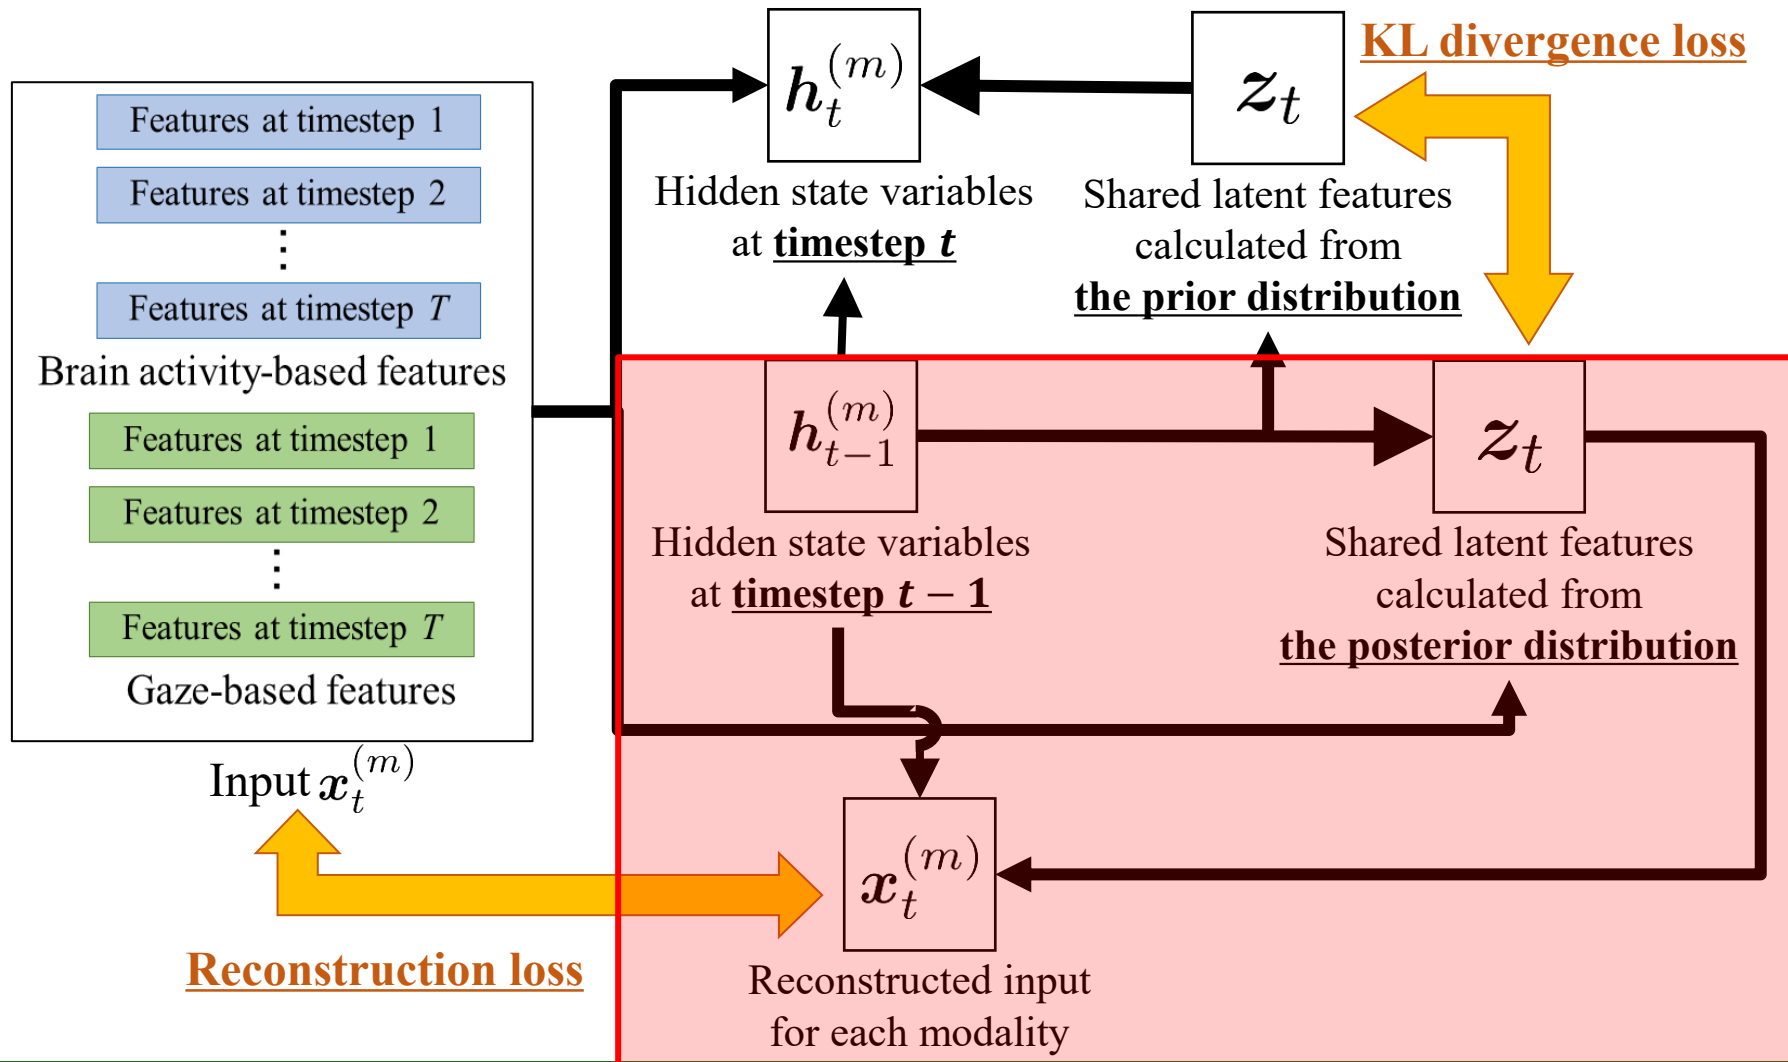 Features at timestep 1
Features at timestep 2
⋮
Features at timestep T
Brain activity-based features
Features at timestep 1
Features at timestep 2
⋮
Features at timestep T
Gaze-based features
Input x_t^{(m)}
Reconstruction loss
h_t^{(m)}
Hidden state variables
at timestep t
z_t
Shared latent features
calculated from
the prior distribution
KL divergence loss
h_{t-1}^{(m)}
Hidden state variables
at timestep t − 1
z_t
Shared latent features
calculated from
the posterior distribution
x_t^{(m)}
Reconstructed input
for each modality